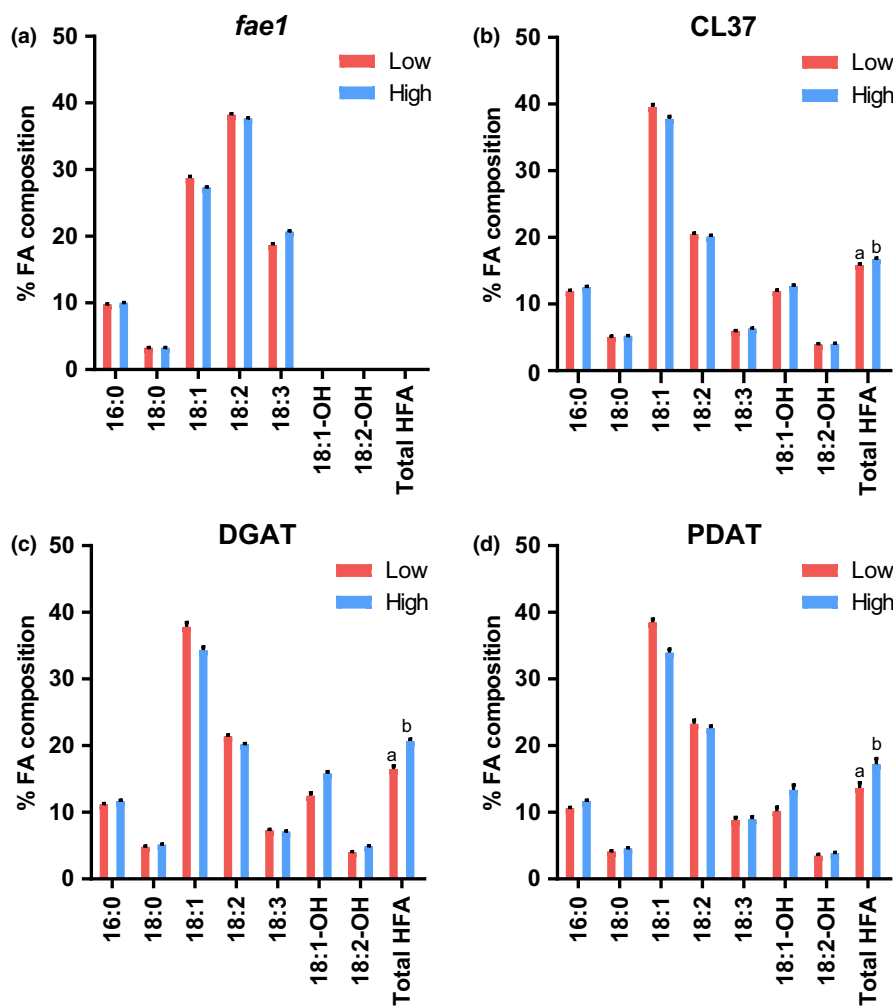 (a) fae1
Low
High
% FA composition
50
40
30
20
10
0
16:0
18:0
18:1
18:2
18:3
18:1-OH
18:2-OH
Total HFA
(b) CL37
Low
High
% FA composition
50
40
30
20
10
0
a b
16:0
18:0
18:1
18:2
18:3
18:1-OH
18:2-OH
Total HFA
(c) DGAT
Low
High
% FA composition
50
40
30
20
10
0
a b
16:0
18:0
18:1
18:2
18:3
18:1-OH
18:2-OH
Total HFA
(d) PDAT
Low
High
% FA composition
50
40
30
20
10
0
a b
16:0
18:0
18:1
18:2
18:3
18:1-OH
18:2-OH
Total HFA